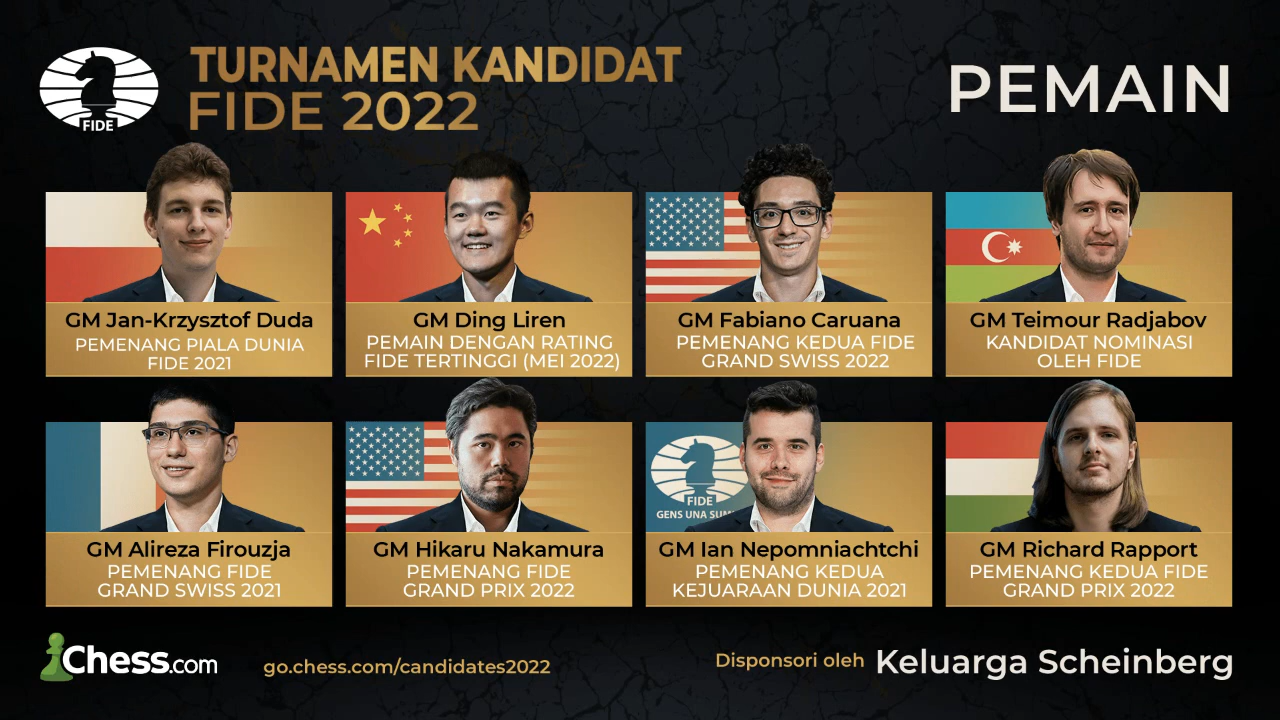 FIDE
TURNAMEN KANDIDAT
FIDE 2022
PEMAIN
GM Jan-Krzysztof Duda
PEMENANG PIALA DUNIA
FIDE 2021
GM Ding Liren
PEMAIN DENGAN RATING
FIDE TERTINGGI (MEI 2022)
GM Fabiano Caruana
PEMENANG KEDUA FIDE
GRAND SWISS 2022
GM Teimour Radjabov
KANDIDAT NOMINASI
OLEH FIDE
GM Alireza Firouzja
PEMENANG FIDE
GRAND SWISS 2021
GM Hikaru Nakamura
PEMENANG FIDE
GRAND PRIX 2022
FIDE
GENS UNA SUM
GM Ian Nepomniachtchi
PEMENANG KEDUA
KEJUARAAN DUNIA 2021
GM Richard Rapport
PEMENANG KEDUA FIDE
GRAND PRIX 2022
Chess.com
go.chess.com/candidates2022
Disponsori oleh Keluarga Scheinberg